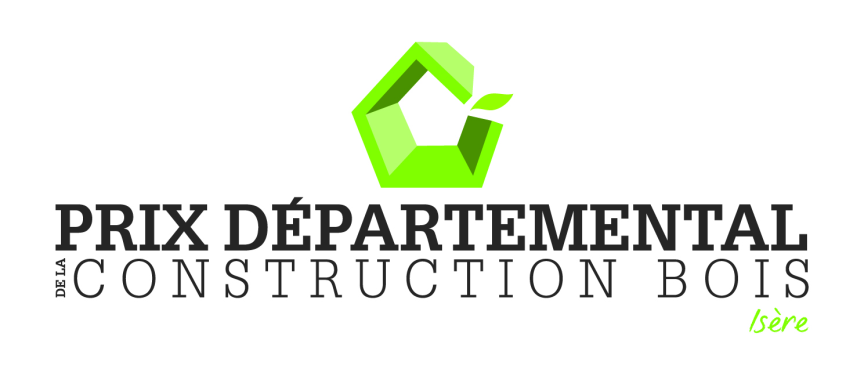 PRIX DÉPARTEMENTAL
DE LA CONSTRUCTION BOIS
Isère